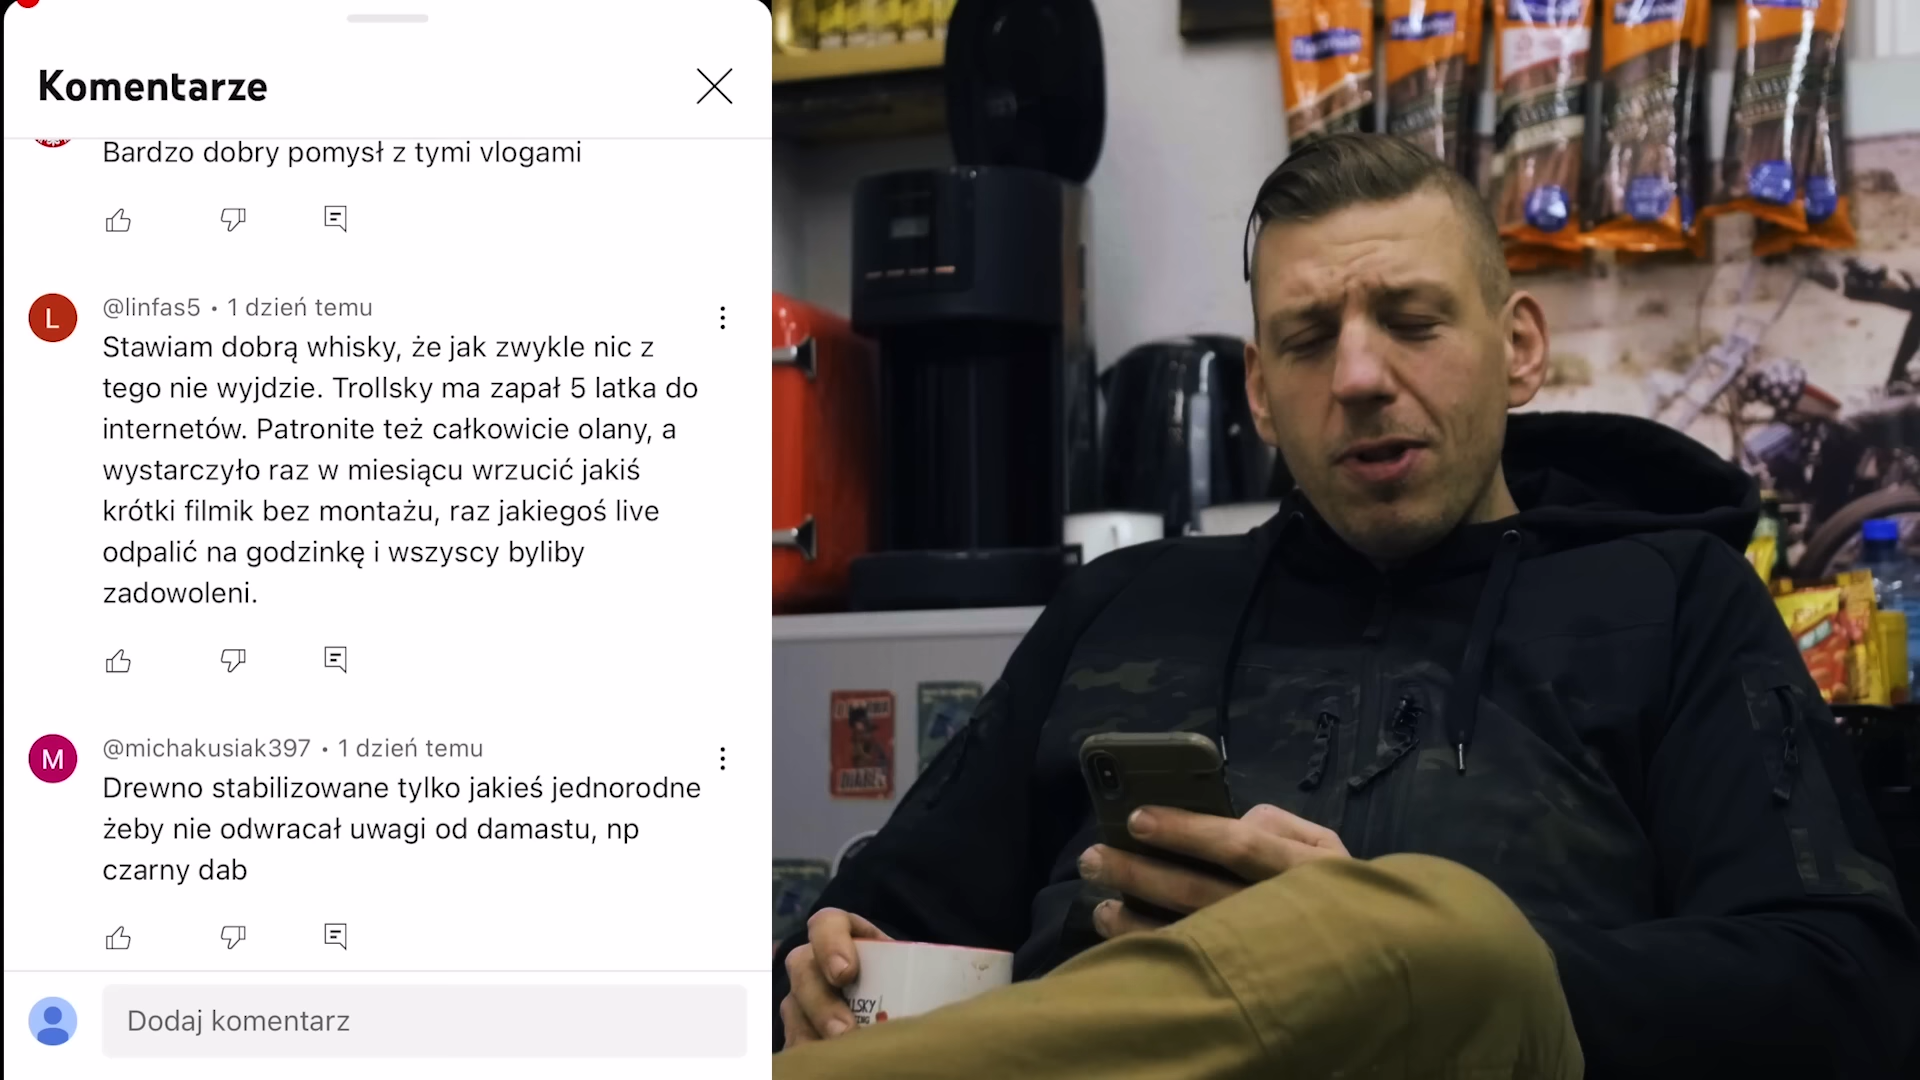 Komentarze
Bardzo dobry pomysł z tymi vlogami
L
@linfas5 • 1 dzień temu
Stawiam dobrą whisky, że jak zwykle nic z
tego nie wyjdzie. Trollsky ma zapał 5 latka do
internetów. Patronite też całkowicie olany, a
wystarczyło raz w miesiącu wrzucić jakiś
krótki filmik bez montażu, raz jakiegoś live
odpalić na godzinkę i wszyscy byliby
zadowoleni.
M
@michakusiak397 • 1 dzień temu
Drewno stabilizowane tylko jakieś jednorodne
żeby nie odwracał uwagi od damastu, np
czarny dab
Dodaj komentarz